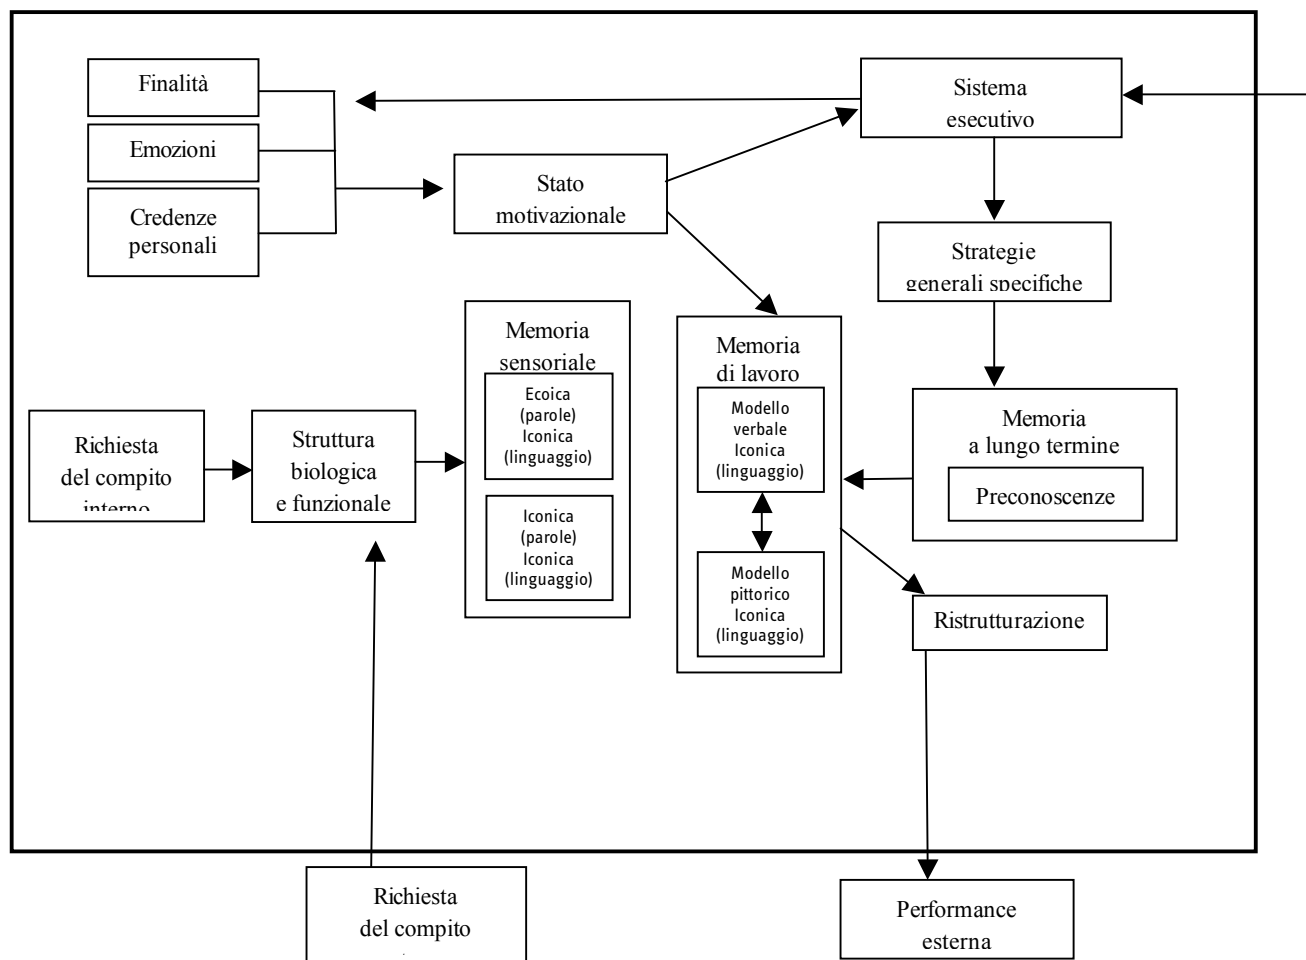 Finalità
Emozioni
Credenze
personali
Stato
motivazionale
Sistema
esecutivo
Strategie
generali specifiche
Memoria
a lungo termine
Preconoscenze
Memoria
sensoriale
Ecoica
(parole)
Iconica
(linguaggio)
Iconica
(parole)
Iconica
(linguaggio)
Memoria
di lavoro
Modello
verbale
Iconica
(linguaggio)
Modello
pittorico
Iconica
(linguaggio)
Richiesta
del compito
interno
Struttura
biologica
e funzionale
Ristrutturazione
Richiesta
del compito
Performance
esterna